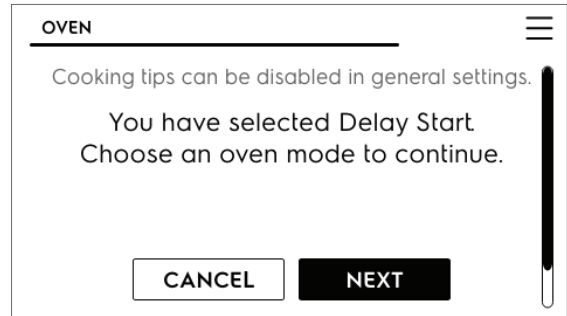 OVEN
Cooking tips can be disabled in general settings.
You have selected Delay Start.
Choose an oven mode to continue.
CANCEL NEXT